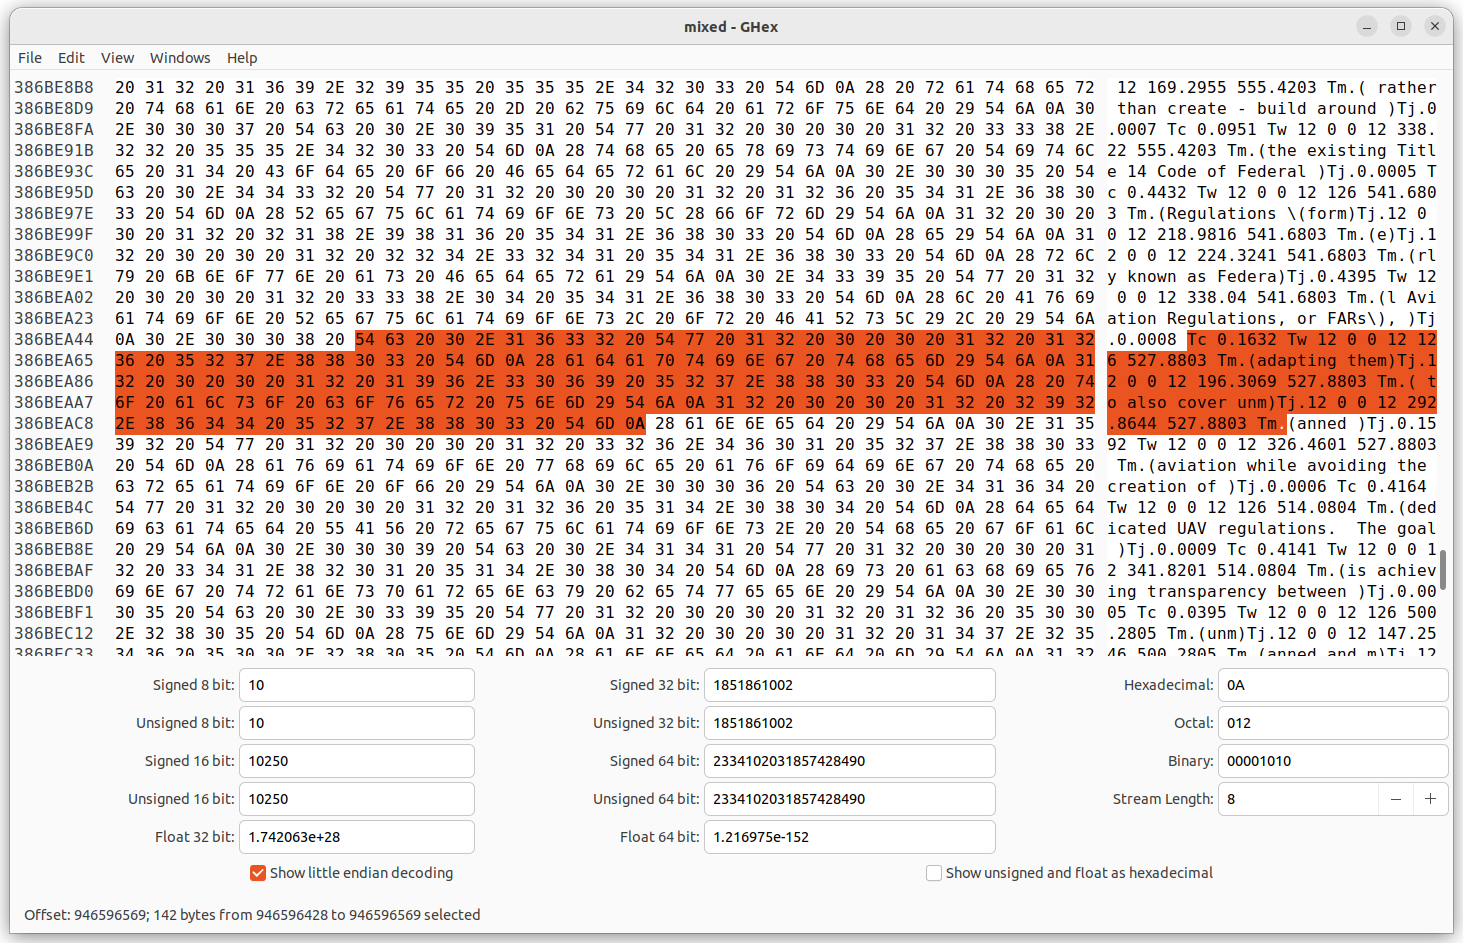 mixed - GHex
File Edit View Windows Help
386BE8B8 20 31 32 20 31 36 39 2E 32 39 35 35 20 35 35 35 2E 34 32 30 33 20 54 6D 0A 28 20 72 61 74 68 65 72 12 169.2955 555.4203 Tm.( rather
386BE8D9 20 74 68 61 6E 20 63 72 65 61 74 65 20 2D 20 62 75 69 6C 64 20 61 72 6F 75 6E 64 20 29 54 6A 0A 30 than create - build around )Tj.0
386BE8FA 2E 30 30 30 37 20 54 63 20 30 2E 30 39 35 31 20 54 77 20 31 32 20 30 20 30 20 31 32 20 33 33 38 2E .0007 Tc 0.0951 Tw 12 0 0 12 338.
386BE91B 32 32 20 35 35 35 2E 34 32 30 33 20 54 6D 0A 28 74 68 65 20 65 78 69 73 74 69 6E 67 20 54 69 74 6C 22 555.4203 Tm.(the existing Titl
386BE93C 65 20 31 34 20 43 6F 64 65 20 6F 66 20 46 65 64 65 72 61 6C 20 29 54 6A 0A 30 2E 30 30 30 35 20 54 e 14 Code of Federal )Tj.0.0005 T
386BE95D 63 20 30 2E 34 34 33 32 20 54 77 20 31 32 20 30 20 30 20 31 32 20 31 32 36 20 35 34 31 2E 36 38 30 c 0.4432 Tw 12 0 0 12 126 541.680
386BE97E 33 20 54 6D 0A 28 52 65 67 75 6C 61 74 69 6F 6E 73 20 5C 28 66 6F 72 6D 29 54 6A 0A 31 32 20 30 20 3 Tm.(Regulations \(form)Tj.12 0
386BE99F 30 20 31 32 20 32 31 38 2E 39 38 31 36 20 35 34 31 2E 36 38 30 33 20 54 6D 0A 28 65 29 54 6A 0A 31 0 12 218.9816 541.6803 Tm.(e)Tj.1
386BE9C0 32 20 30 20 30 20 31 32 20 32 32 34 2E 33 32 34 31 20 35 34 31 2E 36 38 30 33 20 54 6D 0A 28 72 6C 2 0 0 12 224.3241 541.6803 Tm.(rl
386BE9E1 79 20 6B 6E 6F 77 6E 20 61 73 20 46 65 64 65 72 61 29 54 6A 0A 30 2E 34 33 39 35 20 54 77 20 31 32 y known as Federa)Tj.0.4395 Tw 12
386BEA02 20 30 20 30 20 31 32 20 33 33 38 2E 30 34 20 35 34 31 2E 36 38 30 33 20 54 6D 0A 28 6C 20 41 76 69 0 0 12 338.04 541.6803 Tm.(l Avi
386BEA23 61 74 69 6F 6E 20 52 65 67 75 6C 61 74 69 6F 6E 73 2C 20 6F 72 20 46 41 52 73 5C 29 2C 20 29 54 6A ation Regulations, or FARs\), )Tj
386BEA44 0A 30 2E 30 30 30 38 20 54 63 20 30 2E 31 36 33 32 20 54 77 20 31 32 20 30 20 30 20 31 32 20 31 32 .0.0008 Tc 0.1632 Tw 12 0 0 12 12
386BEA65 36 20 35 32 37 2E 38 38 30 33 20 54 6D 0A 28 61 64 61 70 74 69 6E 67 20 74 68 65 6D 29 54 6A 0A 31 6 527.8803 Tm.(adapting them)Tj.1
386BEA86 32 20 30 20 30 20 31 32 20 31 39 36 2E 33 30 36 39 20 35 32 37 2E 38 38 30 33 20 54 6D 0A 28 20 74 2 0 0 12 196.3069 527.8803 Tm.( t
386BEAA7 6F 20 61 6C 73 6F 20 63 6F 76 65 72 20 75 6E 6D 29 54 6A 0A 31 32 20 30 20 30 20 31 32 20 32 39 32 o also cover unm)Tj.12 0 0 12 292
386BEAC8 2E 38 36 34 34 20 35 32 37 2E 38 38 30 33 20 54 6D 0A 28 61 6E 6E 65 64 20 29 54 6A 0A 30 2E 31 35 .8644 527.8803 Tm.(anned )Tj.0.15
386BEAE9 39 32 20 54 77 20 31 32 20 30 20 30 20 31 32 20 33 32 36 2E 34 36 30 31 20 35 32 37 2E 38 38 30 33 92 Tw 12 0 0 12 326.4601 527.8803
386BEB0A 20 54 6D 0A 28 61 76 69 61 74 69 6F 6E 20 77 68 69 6C 65 20 61 76 6F 69 64 69 6E 67 20 74 68 65 20 Tm.(aviation while avoiding the
386BEB2B 63 72 65 61 74 69 6F 6E 20 6F 66 20 29 54 6A 0A 30 2E 30 30 30 36 20 54 63 20 30 2E 34 31 36 34 20 creation of )Tj.0.0006 Tc 0.4164
386BEB4C 54 77 20 31 32 20 30 20 30 20 31 32 20 31 32 36 20 35 31 34 2E 30 38 30 34 20 54 6D 0A 28 64 65 64 Tw 12 0 0 12 126 514.0804 Tm.(ded
386BEB6D 69 63 61 74 65 64 20 55 41 56 20 72 65 67 75 6C 61 74 69 6F 6E 73 2E 20 20 54 68 65 20 67 6F 61 6C icated UAV regulations.  The goal
386BEB8E 20 29 54 6A 0A 30 2E 30 30 30 39 20 54 63 20 30 2E 34 31 34 31 20 54 77 20 31 32 20 30 20 30 20 31 )Tj.0.0009 Tc 0.4141 Tw 12 0 0 1
386BEBAF 32 20 33 34 31 2E 38 32 30 31 20 35 31 34 2E 30 38 30 34 20 54 6D 0A 28 69 73 20 61 63 68 69 65 76 2 341.8201 514.0804 Tm.(is achiev
386BEBD0 69 6E 67 20 74 72 61 6E 73 70 61 72 65 6E 63 79 20 62 65 74 77 65 65 6E 20 29 54 6A 0A 30 2E 30 30 ing transparency between )Tj.0.00
386BEBF1 30 35 20 54 63 20 30 2E 30 33 39 35 20 54 77 20 31 32 20 30 20 30 20 31 32 20 31 32 36 20 35 30 30 05 Tc 0.0395 Tw 12 0 0 12 126 500
386BEC12 2E 32 38 30 35 20 54 6D 0A 28 75 6E 6D 29 54 6A 0A 31 32 20 30 20 30 20 31 32 20 31 34 37 2E 32 35 .2805 Tm.(unm)Tj.12 0 0 12 147.25
386BEC33 34 36 20 35 30 30 2E 32 38 30 35 20 54 6D 0A 28 61 6E 6E 65 64 20 61 6E 64 20 6D 29 54 6A 0A 31 32 46 500.2805 Tm.(anned and m)Tj.12
Signed 8 bit: 10 Signed 32 bit: 1851861002 Hexadecimal: 0A
Unsigned 8 bit: 10 Unsigned 32 bit: 1851861002 Octal: 012
Signed 16 bit: 10250 Signed 64 bit: 2334102031857428490 Binary: 00001010
Unsigned 16 bit: 10250 Unsigned 64 bit: 2334102031857428490 Stream Length: 8
Float 32 bit: 1.742063e+28 Float 64 bit: 1.216975e-152
Show little endian decoding Show unsigned and float as hexadecimal
Offset: 946596569; 142 bytes from 946596428 to 946596569 selected